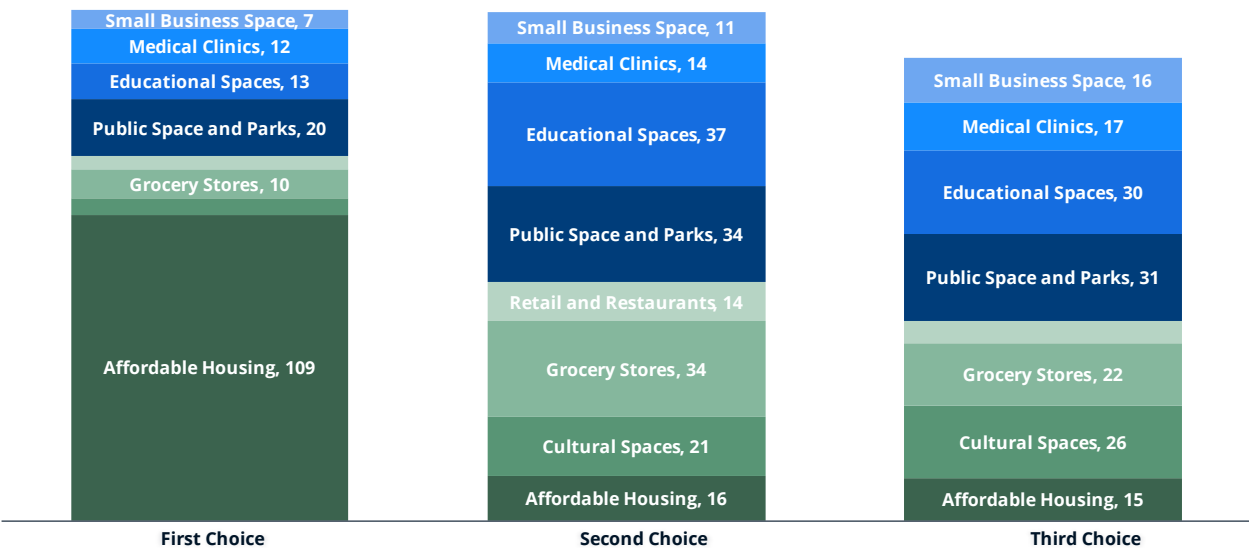 Small Business Space, 7
Medical Clinics, 12
Educational Spaces, 13
Public Space and Parks, 20
Grocery Stores, 10
Affordable Housing, 109
First Choice
Small Business Space, 11
Medical Clinics, 14
Educational Spaces, 37
Public Space and Parks, 34
Retail and Restaurants, 14
Grocery Stores, 34
Cultural Spaces, 21
Affordable Housing, 16
Second Choice
Small Business Space, 16
Medical Clinics, 17
Educational Spaces, 30
Public Space and Parks, 31
Grocery Stores, 22
Cultural Spaces, 26
Affordable Housing, 15
Third Choice